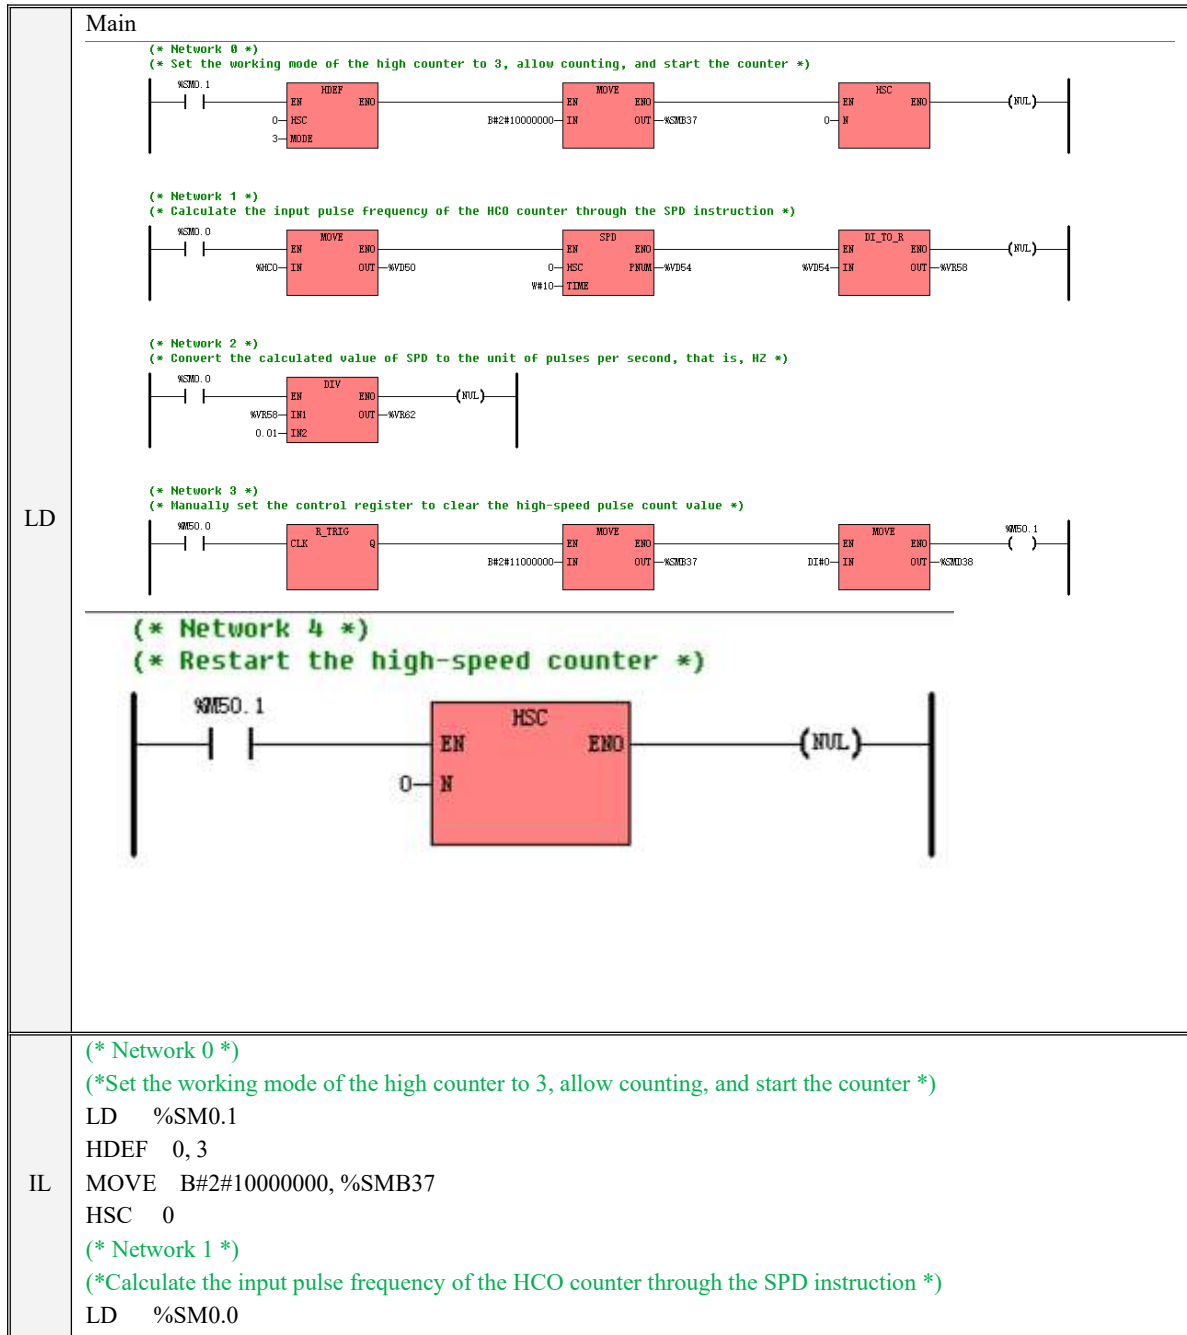 Main
(* Network 0 *)
(* Set the working mode of the high counter to 3, allow counting, and start the counter *)
%SM0.1
HDEF MOVE HSC
EN ENO EN ENO EN ENO (NUL)
0 HSC B#2#10000000 IN OUT %SMB37 0 N
3 MODE
(* Network 1 *)
(* Calculate the input pulse frequency of the HC0 counter through the SPD instruction *)
%SM0.0
MOVE SPD DI_TO_R
EN ENO EN ENO EN ENO (NUL)
%HC0 IN OUT %VD50 0 HSC PNUM %VD54 %VD54 IN OUT %VR58
W#10 TIME
(* Network 2 *)
(* Convert the calculated value of SPD to the unit of pulses per second, that is, HZ *)
%SM0.0
DIV
EN ENO (NUL)
%VR58 IN1 OUT %VR62
0.01 IN2
(* Network 3 *)
(* Manually set the control register to clear the high-speed pulse count value *)
%M50.0 %M50.1
R_TRIG MOVE MOVE
CLK Q EN ENO EN ENO ( )
B#2#11000000 IN OUT %SMB37 DI#0 IN OUT %SMD38
LD
(* Network 4 *)
(* Restart the high-speed counter *)
%M50.1
HSC
EN ENO (NUL)
0 N
(* Network 0 *)
(*Set the working mode of the high counter to 3, allow counting, and start the counter *)
LD %SM0.1
HDEF 0, 3
IL
MOVE B#2#10000000, %SMB37
HSC 0
(* Network 1 *)
(*Calculate the input pulse frequency of the HCO counter through the SPD instruction *)
LD %SM0.0